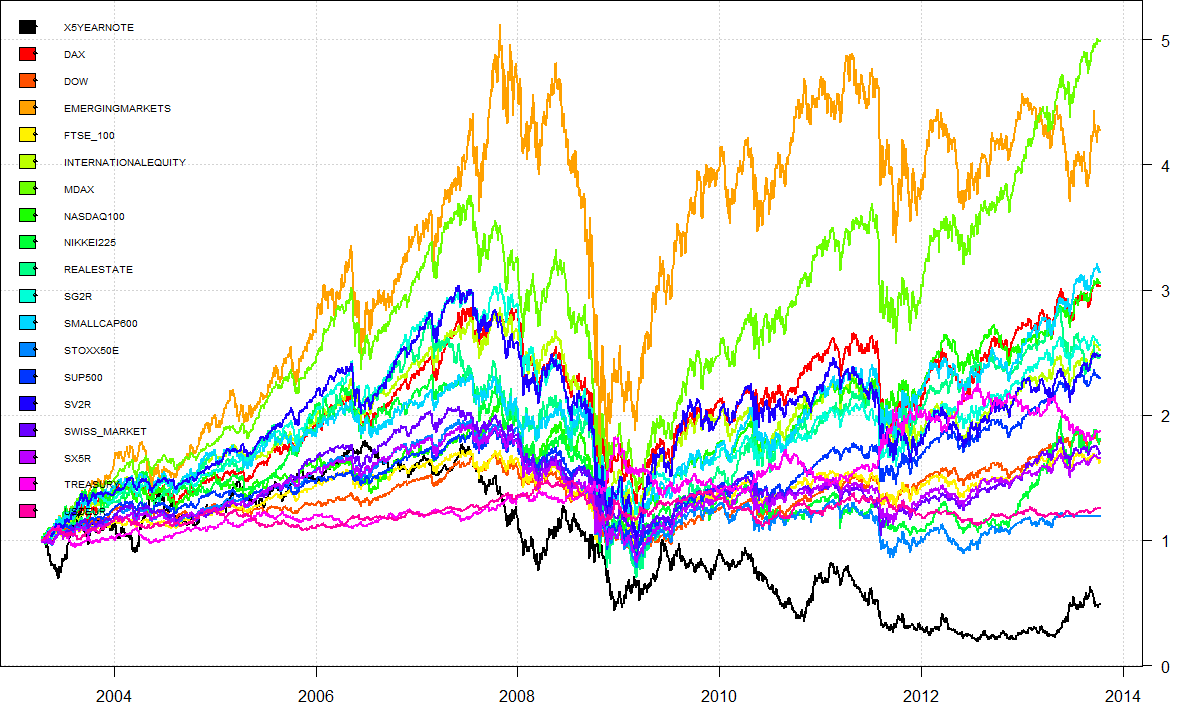 X5YEARNOTE
DAX
DOW
EMERGINGMARKETS
FTSE_100
INTERNATIONALEQUITY
MDAX
NASDAQ100
NIKKEI225
REALESTATE
SG2R
SMALLCAP600
STOXX50E
SUP500
SV2R
SWISS_MARKET
SX5R
TREASURY
5
4
3
2
1
0
2004 2006 2008 2010 2012 2014